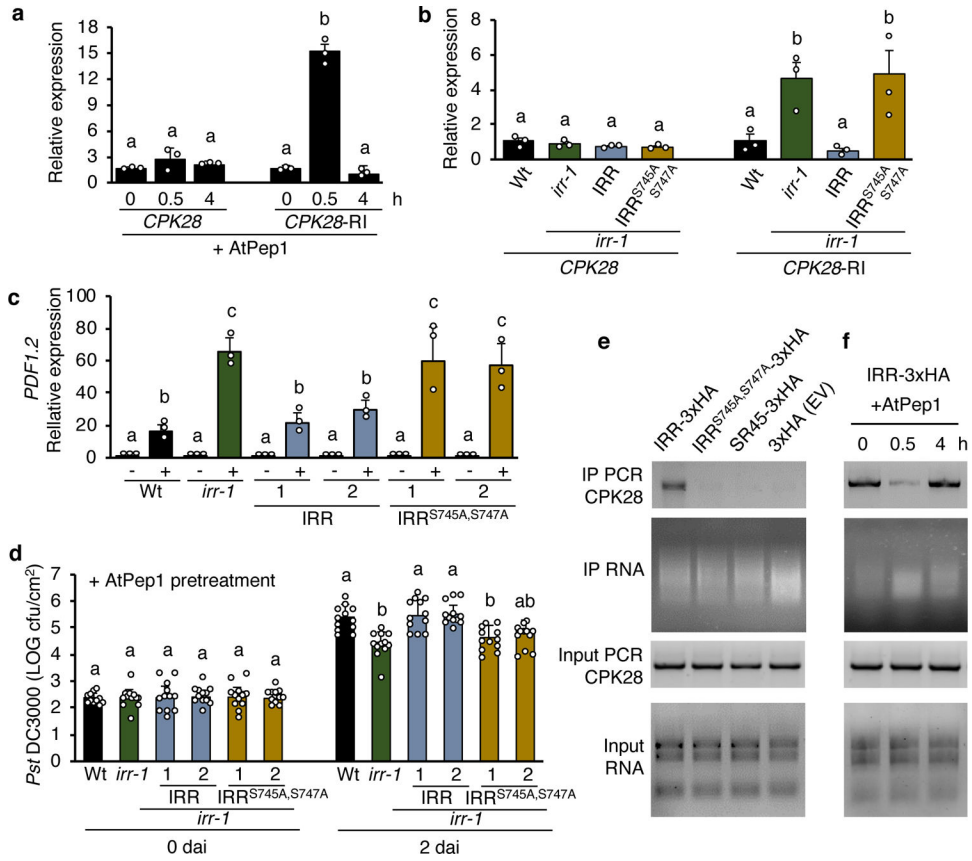 a
Relative expression
18
15
12
9
6
3
0
a a a a b a
0 0.5 4 0 0.5 4 h
CPK28 CPK28-RI
+ AtPep1
b
Relative expression
8
6
4
2
0
a a a a a b a b
Wt irr-1 IRR IRR^S745A S747A Wt irr-1 IRR IRR^S745A S747A
irr-1 irr-1
CPK28 CPK28-RI
c
PDF1.2
Rellative expression
100
80
60
40
20
0
a b a c a b a b a c a c
- + - + - + - + - + - +
Wt irr-1 1 2 1 2
IRR IRR^S745A,S747A
d
Pst DC3000 (LOG cfu/cm²)
+ AtPep1 pretreatment
7
6
5
4
3
2
1
0
a a a a a a a b a a b ab
Wt irr-1 1 2 1 2 Wt irr-1 1 2 1 2
IRR IRR^S745A,S747A IRR IRR^S745A,S747A
irr-1 irr-1
0 dai 2 dai
e
IRR-3xHA
IRR^S745A,S747A-3xHA
SR45-3xHA
3xHA (EV)
IP PCR
CPK28
IP RNA
Input PCR
CPK28
Input
RNA
f
IRR-3xHA
+AtPep1
0 0.5 4 h